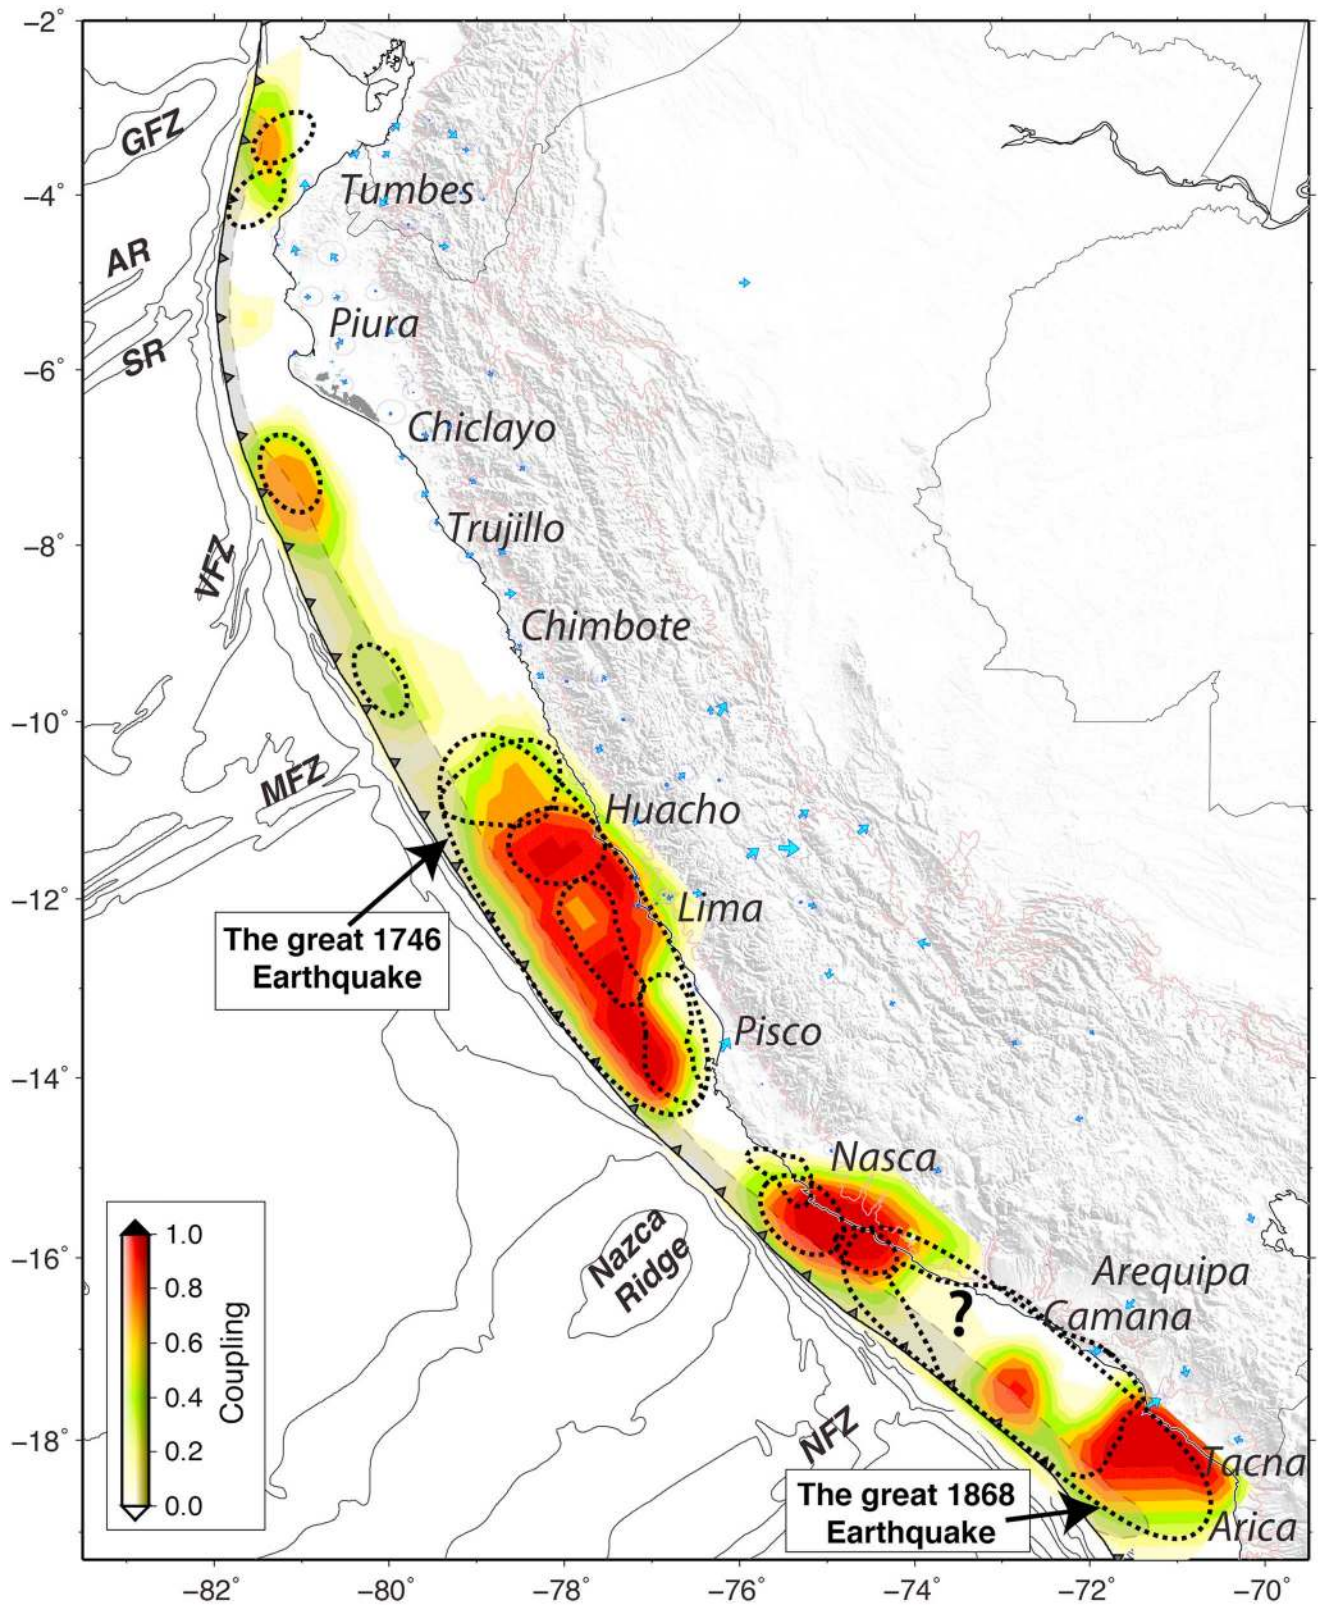 −2°
GFZ
−4°
Tumbes
AR
Piura
SR
−6°
Chiclayo
Trujillo
−8°
VFZ
Chimbote
−10°
MFZ
Huacho
−12°
Lima
The great 1746
Earthquake
Pisco
−14°
Nasca
Nazca
Ridge
−16°
Arequipa
Camana
?
1.0
0.8
0.6
0.4
0.2
0.0
Coupling
−18°
NFZ
Tacna
The great 1868
Earthquake
Arica
−82° −80° −78° −76° −74° −72° −70°